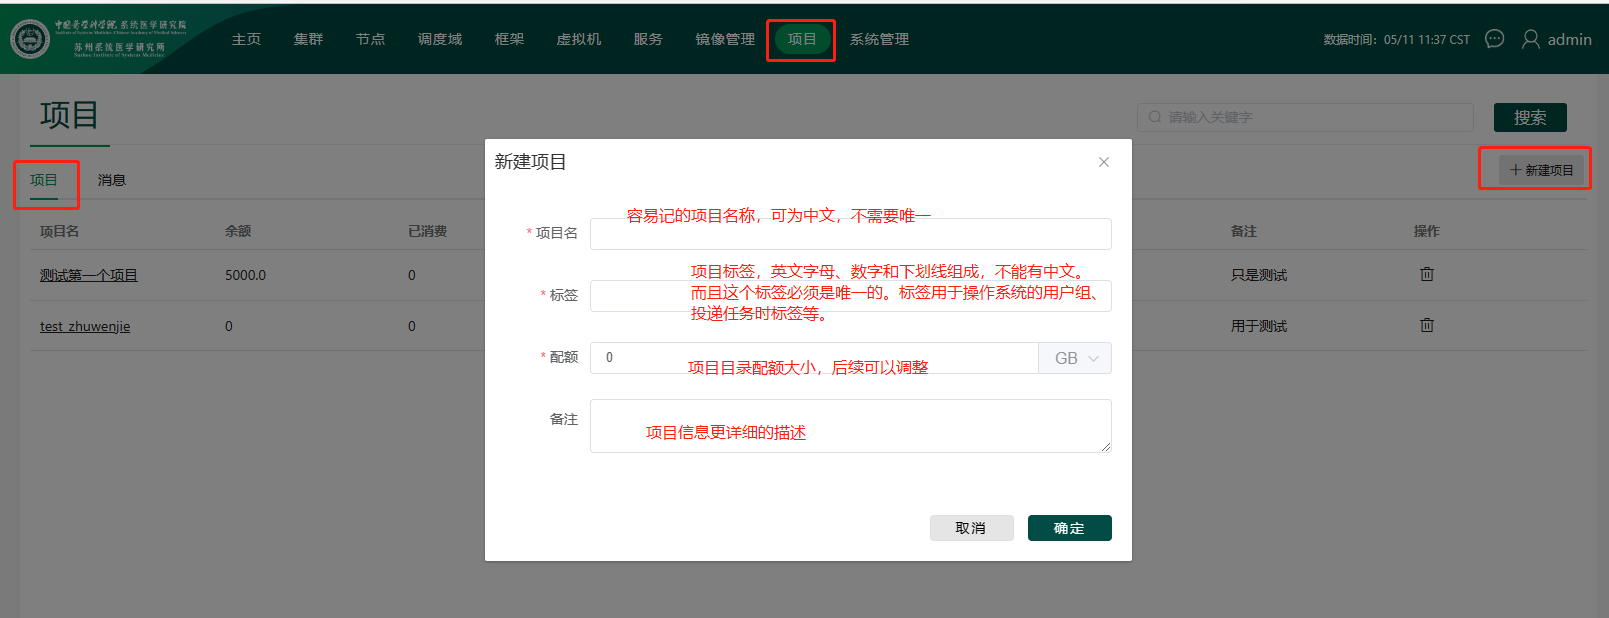 中国医学科学院 系统医学研究院
Institute of Systems Medicine, Chinese Academy of Medical Sciences
苏州系统医学研究所
Suzhou Institute of Systems Medicine
主页 集群 节点 调度域 框架 虚拟机 服务 镜像管理 项目 系统管理
数据时间：05/11 11:37 CST admin
项目
请输入关键字 搜索
项目 消息
+ 新建项目
项目名 余额 已消费 备注 操作
测试第一个项目 5000.0 0 只是测试
test_zhuwenjie 0 0 用于测试
新建项目 ×
容易记的项目名称，可为中文，不需要唯一
* 项目名
项目标签，英文字母、数字和下划线组成，不能有中文。
* 标签 而且这个标签必须是唯一的。标签用于操作系统的用户组、
投递任务时标签等。
* 配额 0 GB
项目目录配额大小，后续可以调整
备注
项目信息更详细的描述
取消 确定